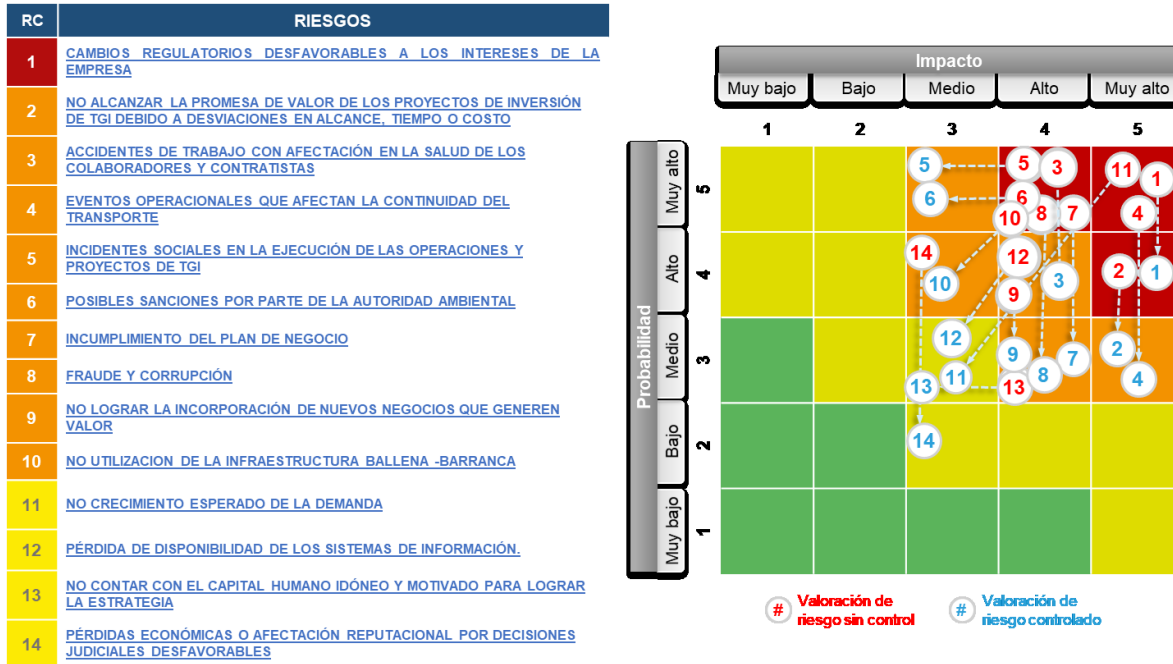 RC RIESGOS
1 CAMBIOS REGULATORIOS DESFAVORABLES A LOS INTERESES DE LA
EMPRESA
2 NO ALCANZAR LA PROMESA DE VALOR DE LOS PROYECTOS DE INVERSIÓN
DE TGI DEBIDO A DESVIACIONES EN ALCANCE, TIEMPO O COSTO
3 ACCIDENTES DE TRABAJO CON AFECTACIÓN EN LA SALUD DE LOS
COLABORADORES Y CONTRATISTAS
4 EVENTOS OPERACIONALES QUE AFECTAN LA CONTINUIDAD DEL
TRANSPORTE
5 INCIDENTES SOCIALES EN LA EJECUCIÓN DE LAS OPERACIONES Y
PROYECTOS DE TGI
6 POSIBLES SANCIONES POR PARTE DE LA AUTORIDAD AMBIENTAL
7 INCUMPLIMIENTO DEL PLAN DE NEGOCIO
8 FRAUDE Y CORRUPCIÓN
9 NO LOGRAR LA INCORPORACIÓN DE NUEVOS NEGOCIOS QUE GENEREN
VALOR
10 NO UTILIZACION DE LA INFRAESTRUCTURA BALLENA -BARRANCA
11 NO CRECIMIENTO ESPERADO DE LA DEMANDA
12 PÉRDIDA DE DISPONIBILIDAD DE LOS SISTEMAS DE INFORMACIÓN.
13 NO CONTAR CON EL CAPITAL HUMANO IDÓNEO Y MOTIVADO PARA LOGRAR
LA ESTRATEGIA
14 PÉRDIDAS ECONÓMICAS O AFECTACIÓN REPUTACIONAL POR DECISIONES
JUDICIALES DESFAVORABLES
Impacto
Muy bajo Bajo Medio Alto Muy alto
1 2 3 4 5
Probabilidad
Muy alto 5
Alto 4
Medio 3
Bajo 2
Muy bajo 1
5 5 3 11 1
6 6 10 8 7 4
14 12 2 1
10 9 3
12 9 7 2
13 11 13 8 4
14
# Valoración de
riesgo sin control
# Valoración de
riesgo controlado